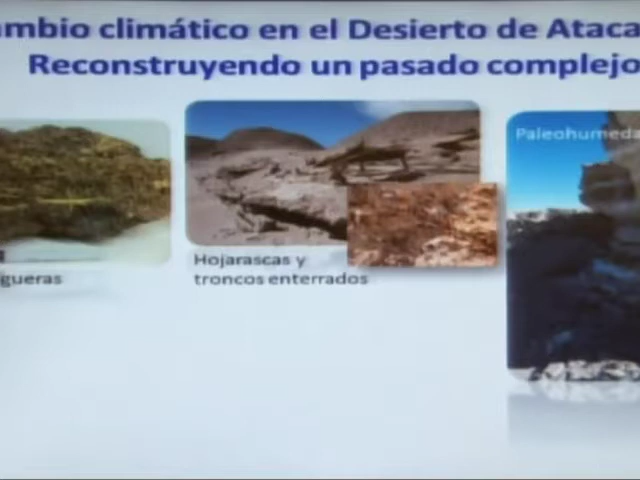 mbio climático en el Desierto de Ataca
Reconstruyendo un pasado complejo
Paleohumeda
gueras
Hojarascas y
troncos enterrados